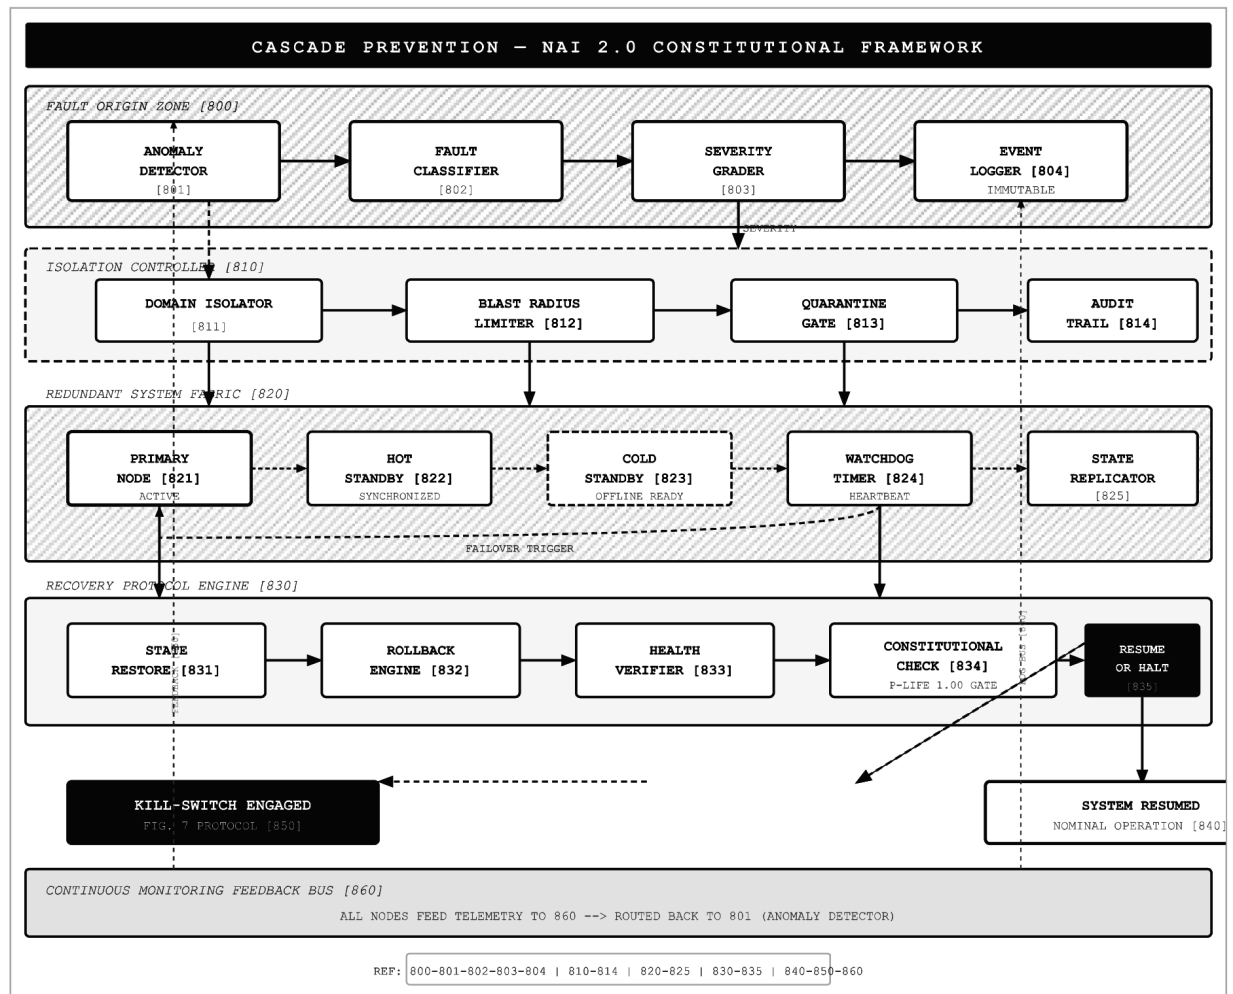 CASCADE PREVENTION — NAI 2.0 CONSTITUTIONAL FRAMEWORK
FAULT ORIGIN ZONE [800]
ANOMALY
DETECTOR
[801]
FAULT
CLASSIFIER
[802]
SEVERITY
GRADER
[803]
EVENT
LOGGER [804]
IMMUTABLE
SEVERITY
ISOLATION CONTROLLER [810]
DOMAIN ISOLATOR
[811]
BLAST RADIUS
LIMITER [812]
QUARANTINE
GATE [813]
AUDIT
TRAIL [814]
REDUNDANT SYSTEM FABRIC [820]
PRIMARY
NODE [821]
ACTIVE
HOT
STANDBY [822]
SYNCHRONIZED
COLD
STANDBY [823]
OFFLINE READY
WATCHDOG
TIMER [824]
HEARTBEAT
STATE
REPLICATOR
[825]
FAILOVER TRIGGER
RECOVERY PROTOCOL ENGINE [830]
STATE
RESTORE [831]
ROLLBACK
ENGINE [832]
HEALTH
VERIFIER [833]
CONSTITUTIONAL
CHECK [834]
P-LIFE 1.00 GATE
RESUME
OR HALT
[835]
FEEDBACK
BUS
KILL-SWITCH ENGAGED
FIG. 7 PROTOCOL [850]
SYSTEM RESUMED
NOMINAL OPERATION [840]
CONTINUOUS MONITORING FEEDBACK BUS [860]
ALL NODES FEED TELEMETRY TO 860 --> ROUTED BACK TO 801 (ANOMALY DETECTOR)
REF: 800-801-802-803-804 | 810-814 | 820-825 | 830-835 | 840-850-860